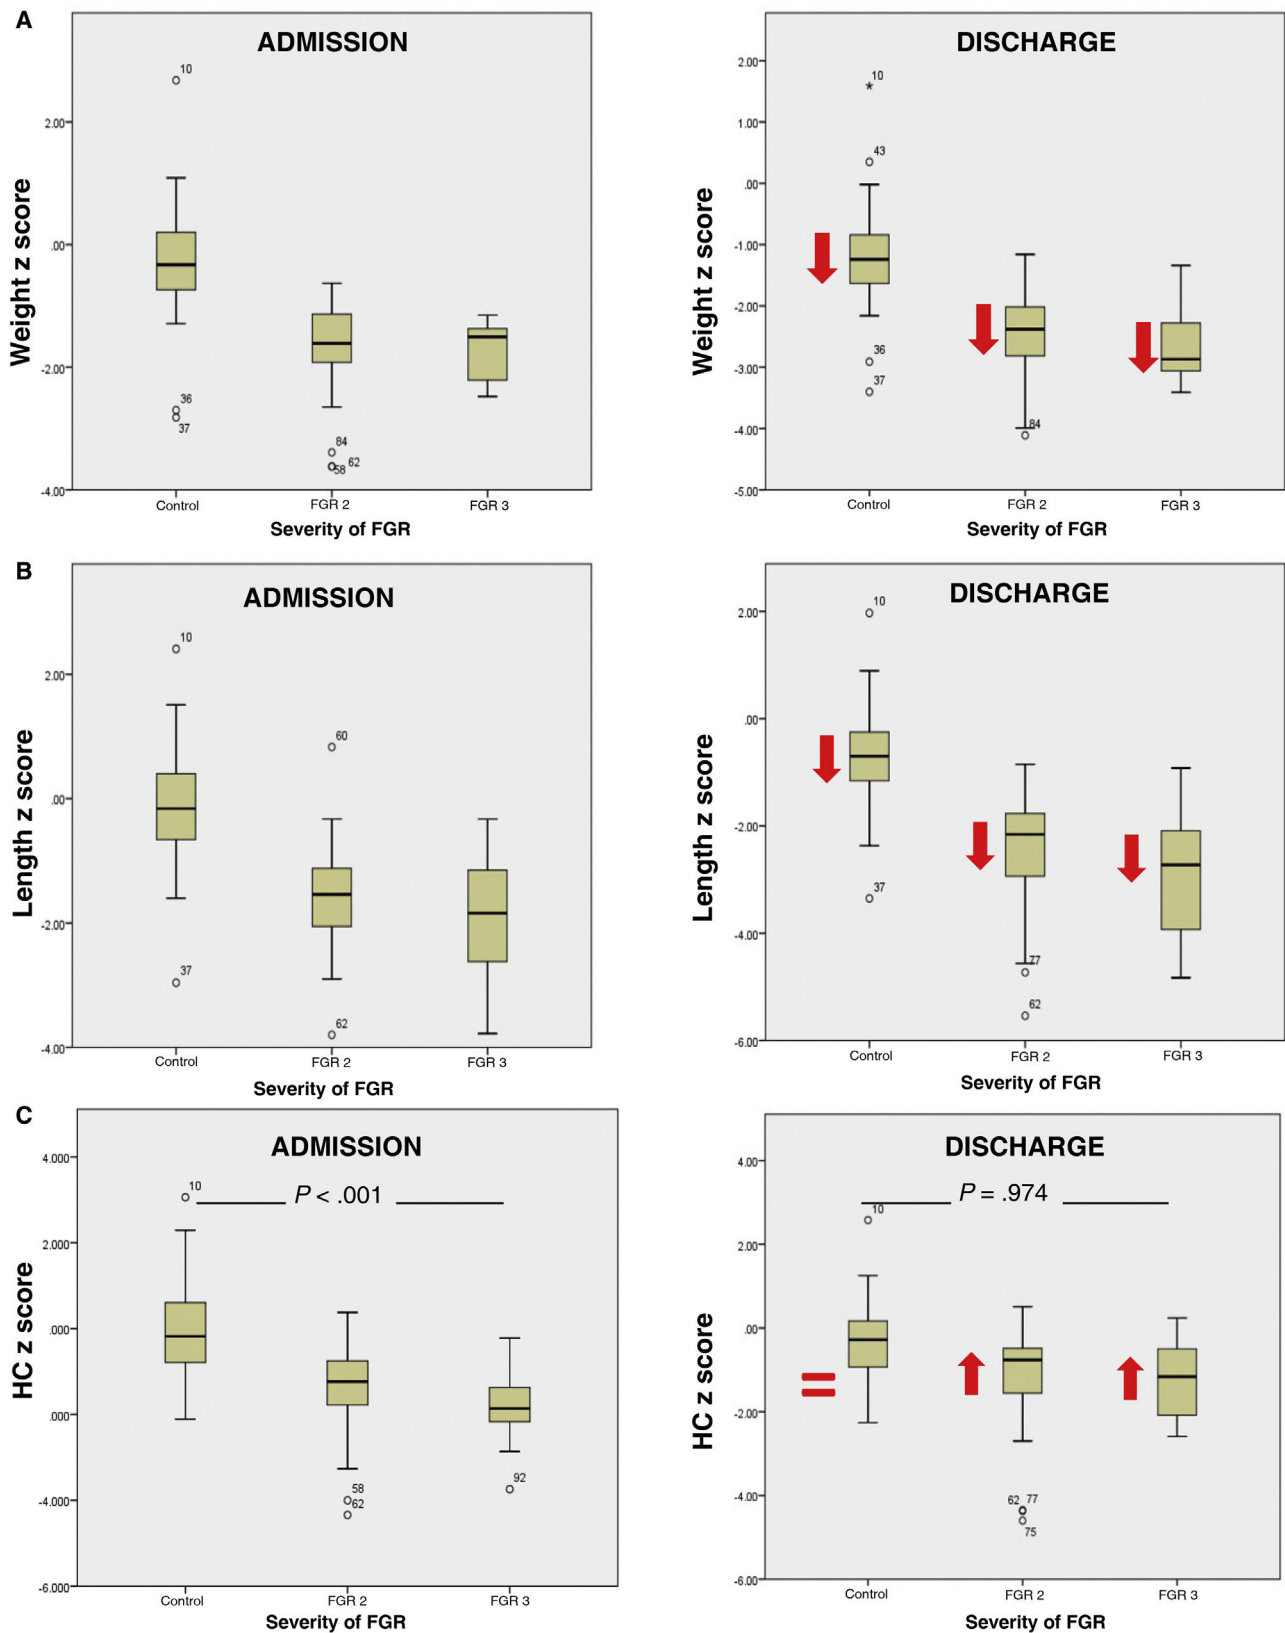 A
ADMISSION
Weight z score
2.00
.00
-2.00
-4.00
10
36
37
84
62
58
Control
FGR 2
FGR 3
Severity of FGR
DISCHARGE
Weight z score
2.00
1.00
.00
-1.00
-2.00
-3.00
-4.00
-5.00
*
10
43
36
37
84
Control
FGR 2
FGR 3
Severity of FGR
B
ADMISSION
Length z score
2.00
.00
-2.00
-4.00
10
37
60
62
Control
FGR 2
FGR 3
Severity of FGR
DISCHARGE
Length z score
2.00
.00
-2.00
-4.00
-6.00
10
37
77
62
Control
FGR 2
FGR 3
Severity of FGR
C
ADMISSION
P < .001
HC z score
4.000
2.000
.000
.000
-4.000
-6.000
10
58
62
92
Control
FGR 2
FGR 3
Severity of FGR
DISCHARGE
P = .974
HC z score
4.00
2.00
.00
-2.00
-4.00
-6.00
10
62 77
75
Control
FGR 2
FGR 3
Severity of FGR